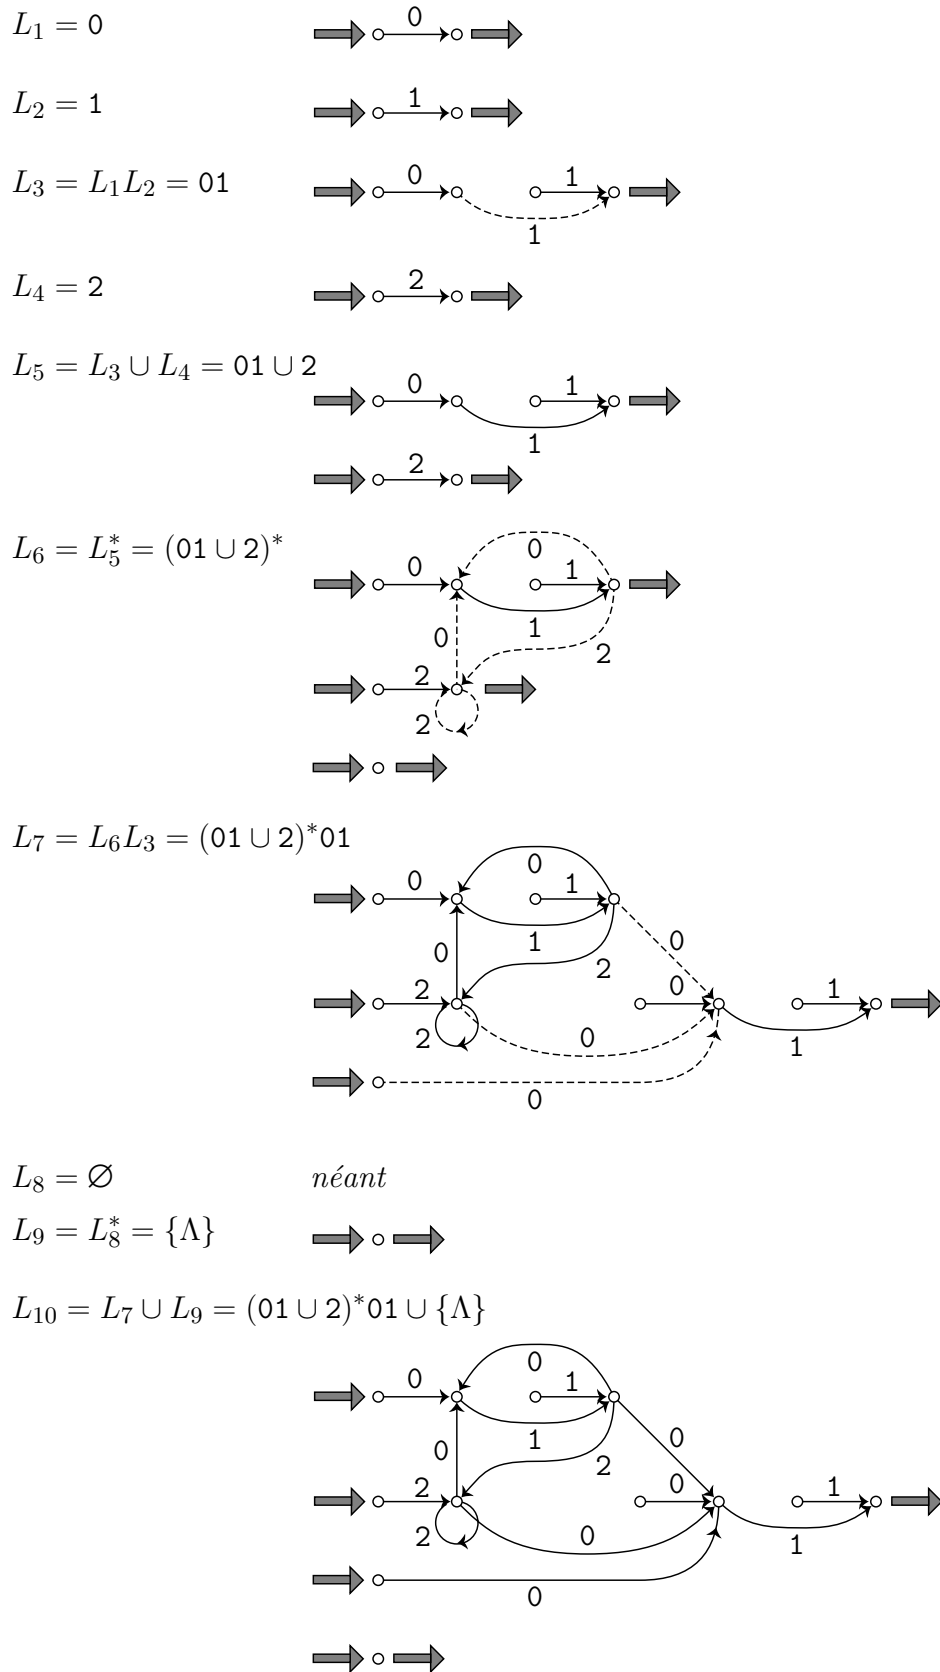 L₁ = 0
0
L₂ = 1
1
L₃ = L₁L₂ = 01
0 1
1
L₄ = 2
2
L₅ = L₃ ∪ L₄ = 01 ∪ 2
0 1
1
2
L₆ = L₅* = (01 ∪ 2)*
0
0 1
1
0 2
2
2
L₇ = L₆L₃ = (01 ∪ 2)*01
0
0 1
1 0
0 2
2 0 1
2 0 1
0
L₈ = ∅ néant
L₉ = L₈* = {Λ}
L₁₀ = L₇ ∪ L₉ = (01 ∪ 2)*01 ∪ {Λ}
0
0 1
1 0
0 2
2 0 1
2 0 1
0